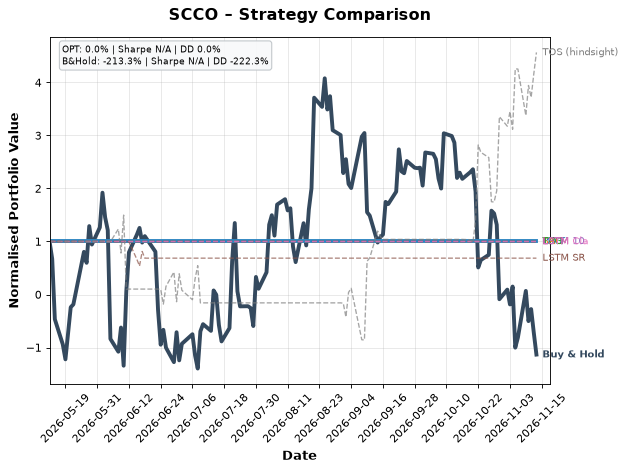 SCCO – Strategy Comparison
OPT: 0.0% | Sharpe N/A | DD 0.0%
B&Hold: -213.3% | Sharpe N/A | DD -222.3%
TOS (hindsight)
LSTM SR
Buy & Hold
Normalised Portfolio Value
4
3
2
1
0
−1
2026-05-19
2026-05-31
2026-06-12
2026-06-24
2026-07-06
2026-07-18
2026-07-30
2026-08-11
2026-08-23
2026-09-04
2026-09-16
2026-09-28
2026-10-10
2026-10-22
2026-11-03
2026-11-15
Date